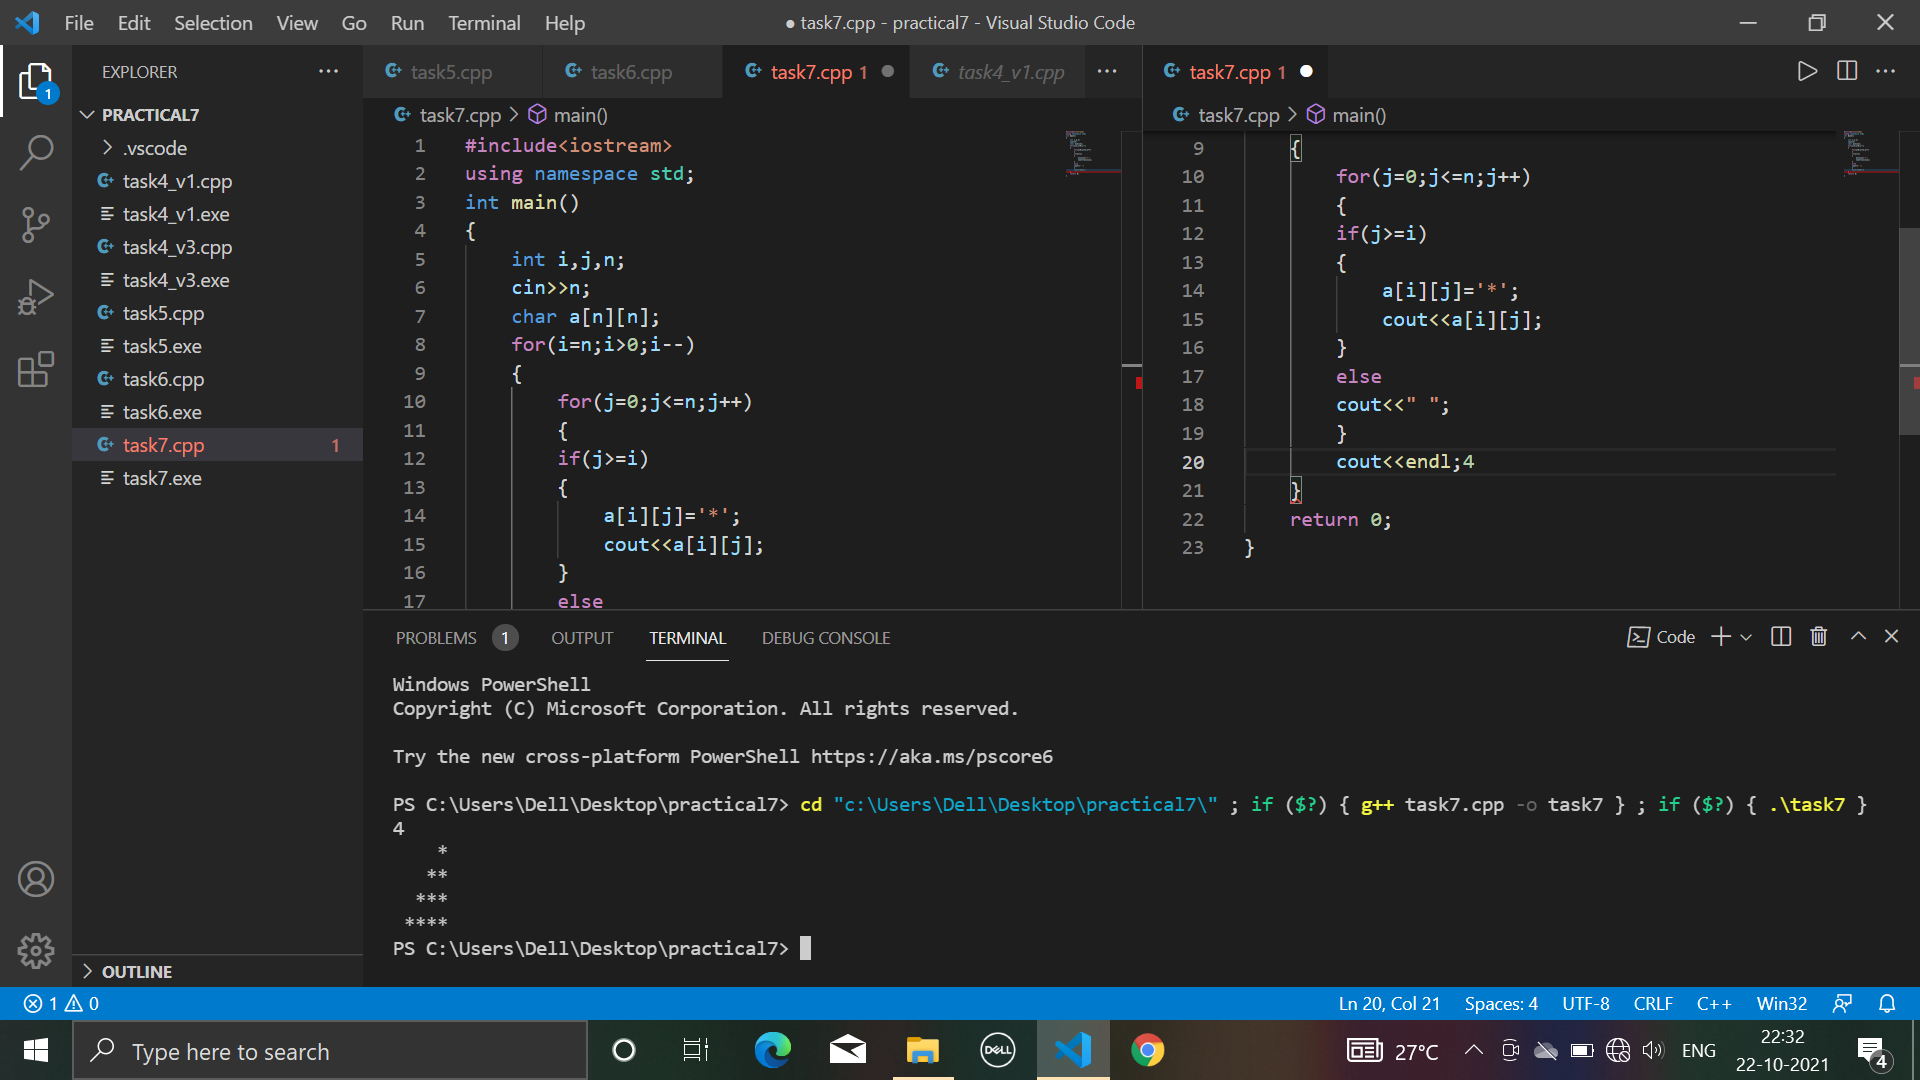 File Edit Selection View Go Run Terminal Help
● task7.cpp - practical7 - Visual Studio Code
1
EXPLORER ...
PRACTICAL7
.vscode
task4_v1.cpp
task4_v1.exe
task4_v3.cpp
task4_v3.exe
task5.cpp
task5.exe
task6.cpp
task6.exe
task7.cpp 1
task7.exe
OUTLINE
task5.cpp task6.cpp task7.cpp 1 task4_v1.cpp ...
task7.cpp > main()
1 #include<iostream>
2 using namespace std;
3 int main()
4 {
5 int i,j,n;
6 cin>>n;
7 char a[n][n];
8 for(i=n;i>0;i--)
9 {
10 for(j=0;j<=n;j++)
11 {
12 if(j>=i)
13 {
14 a[i][j]='*';
15 cout<<a[i][j];
16 }
17 else
task7.cpp 1 ● ...
task7.cpp > main()
9 {
10 for(j=0;j<=n;j++)
11 {
12 if(j>=i)
13 {
14 a[i][j]='*';
15 cout<<a[i][j];
16 }
17 else
18 cout<<" ";
19 }
20 cout<<endl;4
21 }
22 return 0;
23 }
PROBLEMS 1 OUTPUT TERMINAL DEBUG CONSOLE Code
Windows PowerShell
Copyright (C) Microsoft Corporation. All rights reserved.
Try the new cross-platform PowerShell https://aka.ms/pscore6
PS C:\Users\Dell\Desktop\practical7> cd "c:\Users\Dell\Desktop\practical7\" ; if ($?) { g++ task7.cpp -o task7 } ; if ($?) { .\task7 }
4
    *
   **
  ***
 ****
PS C:\Users\Dell\Desktop\practical7>
1 0
Ln 20, Col 21 Spaces: 4 UTF-8 CRLF C++ Win32
Type here to search
DELL
27°C
ENG
22:32
22-10-2021
4